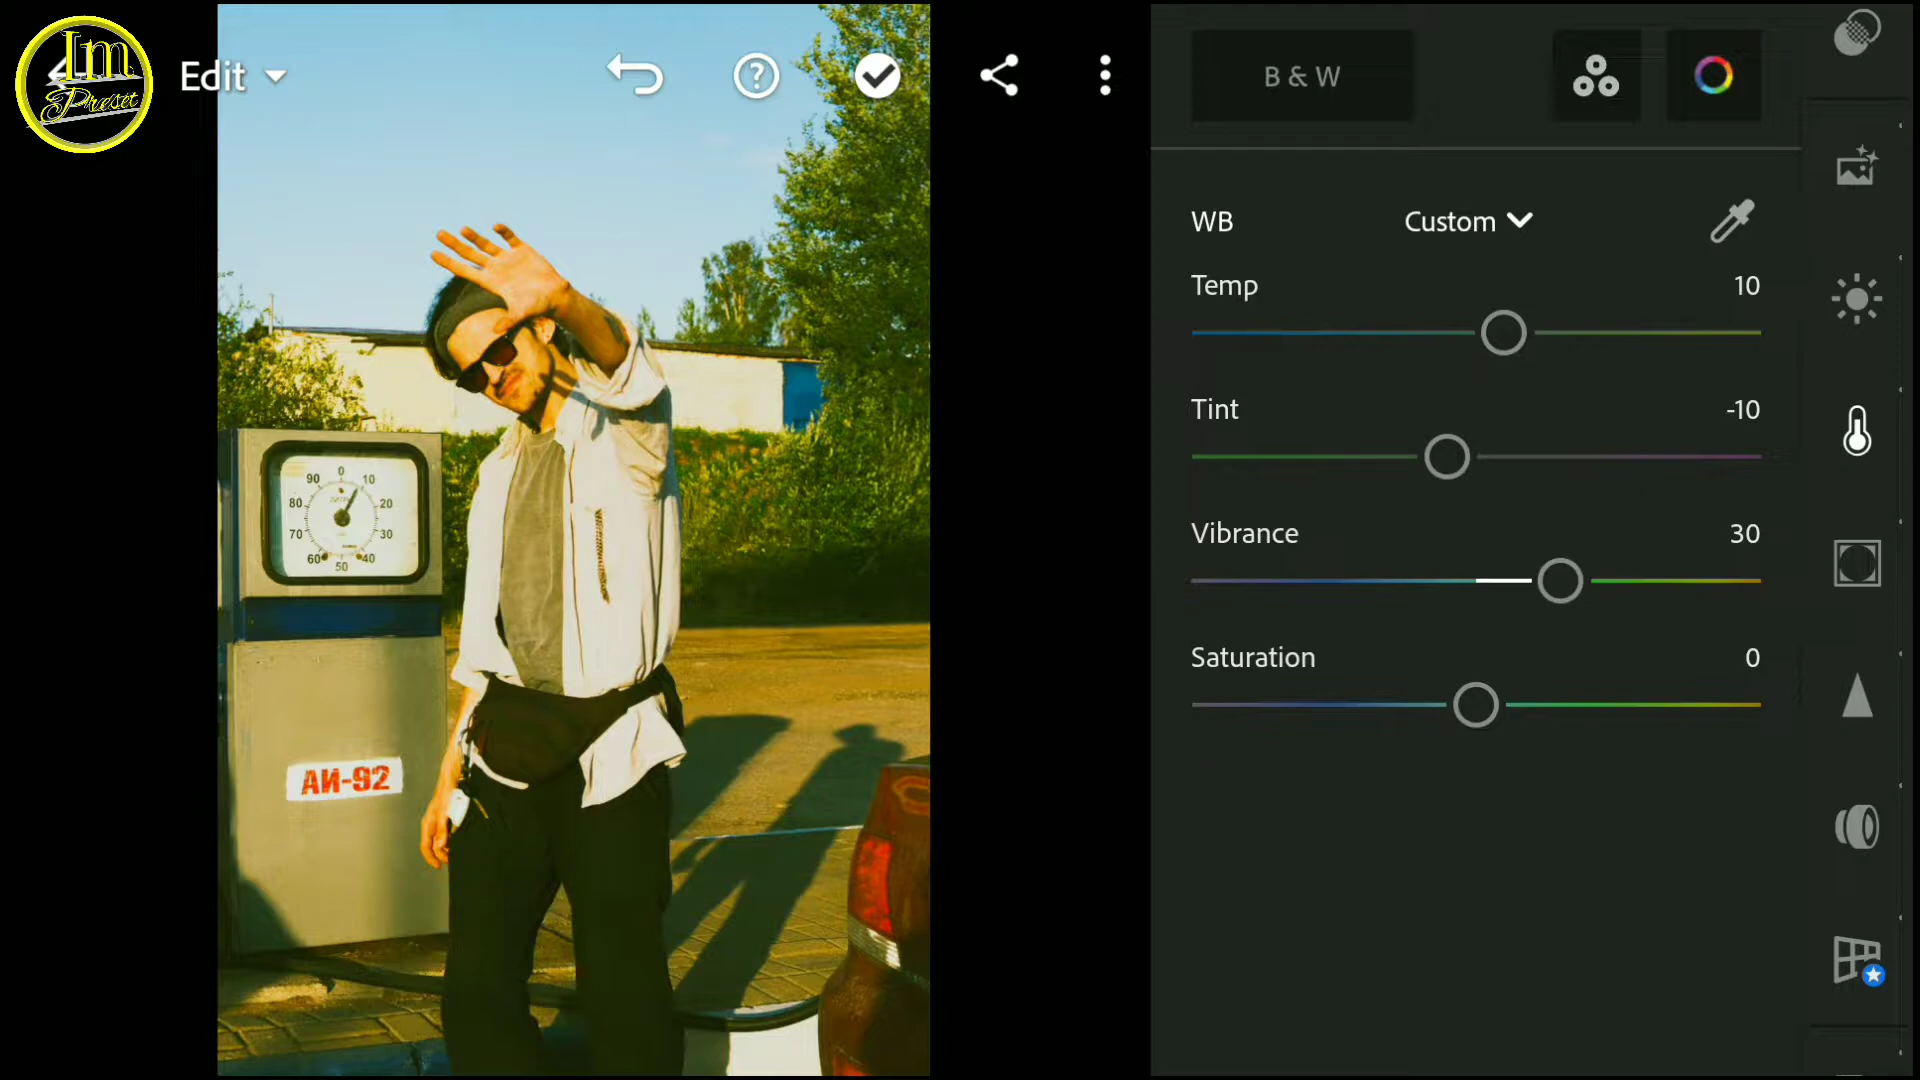 Im
Preset
Edit
B & W
WB
Custom
Temp
10
Tint
-10
Vibrance
30
Saturation
0
0
10
20
30
40
50
60
70
80
90
АИ-92